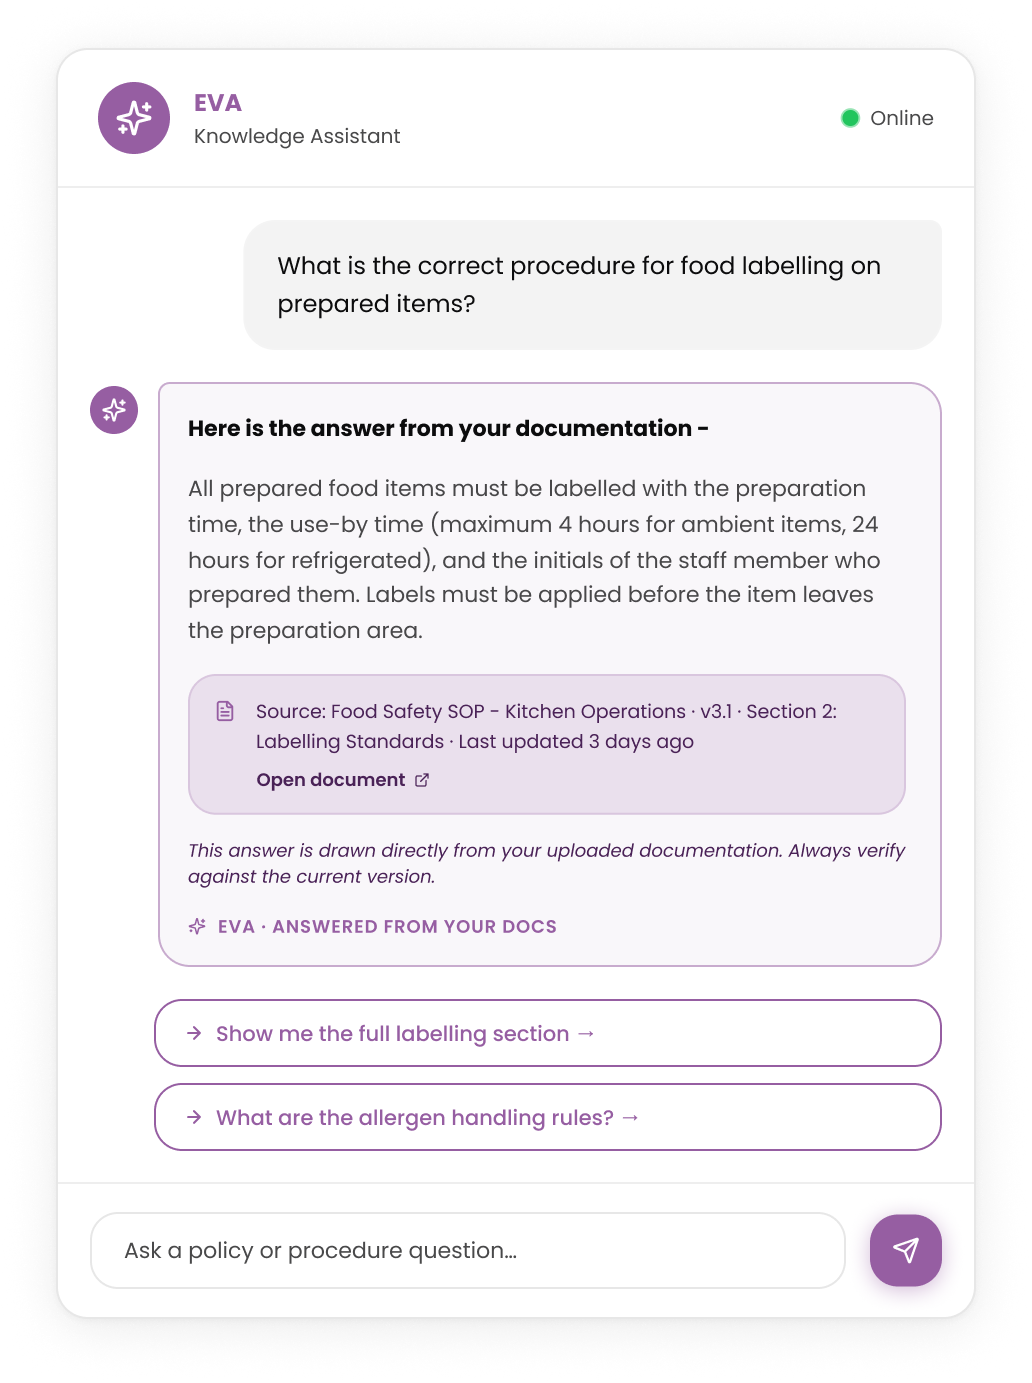 EVA
Knowledge Assistant
Online
What is the correct procedure for food labelling on
prepared items?
Here is the answer from your documentation -
All prepared food items must be labelled with the preparation
time, the use-by time (maximum 4 hours for ambient items, 24
hours for refrigerated), and the initials of the staff member who
prepared them. Labels must be applied before the item leaves
the preparation area.
Source: Food Safety SOP - Kitchen Operations · v3.1 · Section 2:
Labelling Standards · Last updated 3 days ago
Open document
This answer is drawn directly from your uploaded documentation. Always verify
against the current version.
EVA · ANSWERED FROM YOUR DOCS
→ Show me the full labelling section →
→ What are the allergen handling rules? →
Ask a policy or procedure question...